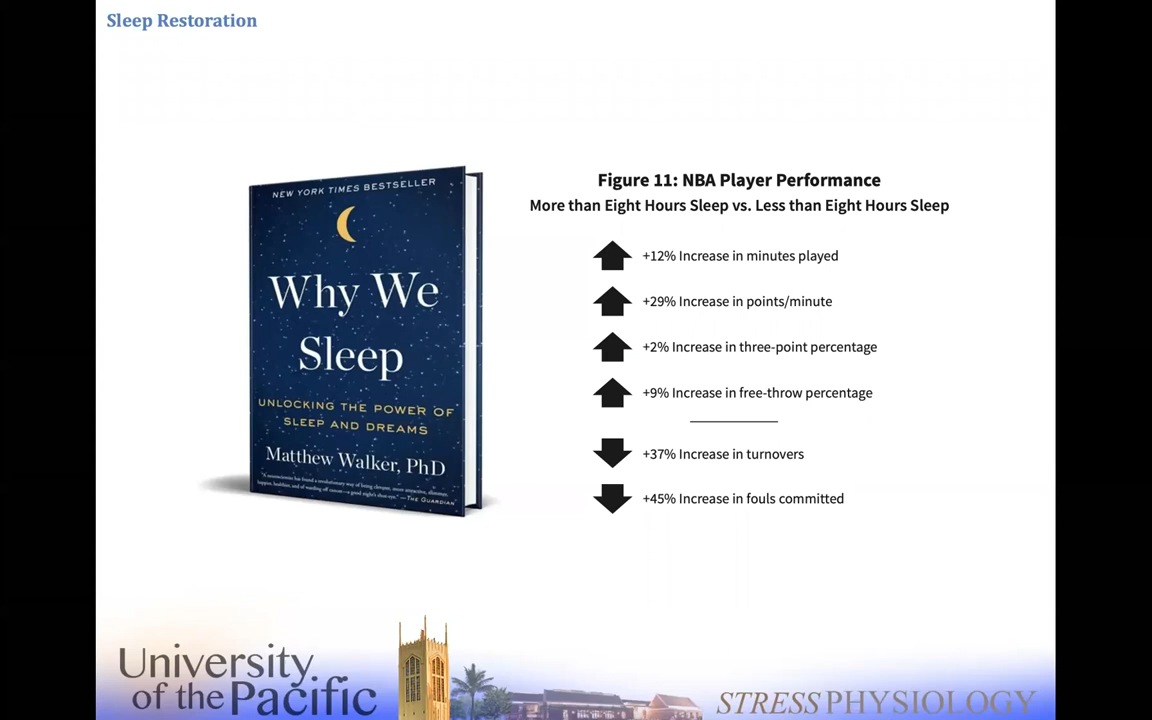 Sleep Restoration
NEW YORK TIMES BESTSELLER
Why We
Sleep
UNLOCKING THE POWER OF
SLEEP AND DREAMS
Matthew Walker, PhD
—THE GUARDIAN
Figure 11: NBA Player Performance
More than Eight Hours Sleep vs. Less than Eight Hours Sleep
+12% Increase in minutes played
+29% Increase in points/minute
+2% Increase in three-point percentage
+9% Increase in free-throw percentage
+37% Increase in turnovers
+45% Increase in fouls committed
University
of the Pacific
STRESS PHYSIOLOGY